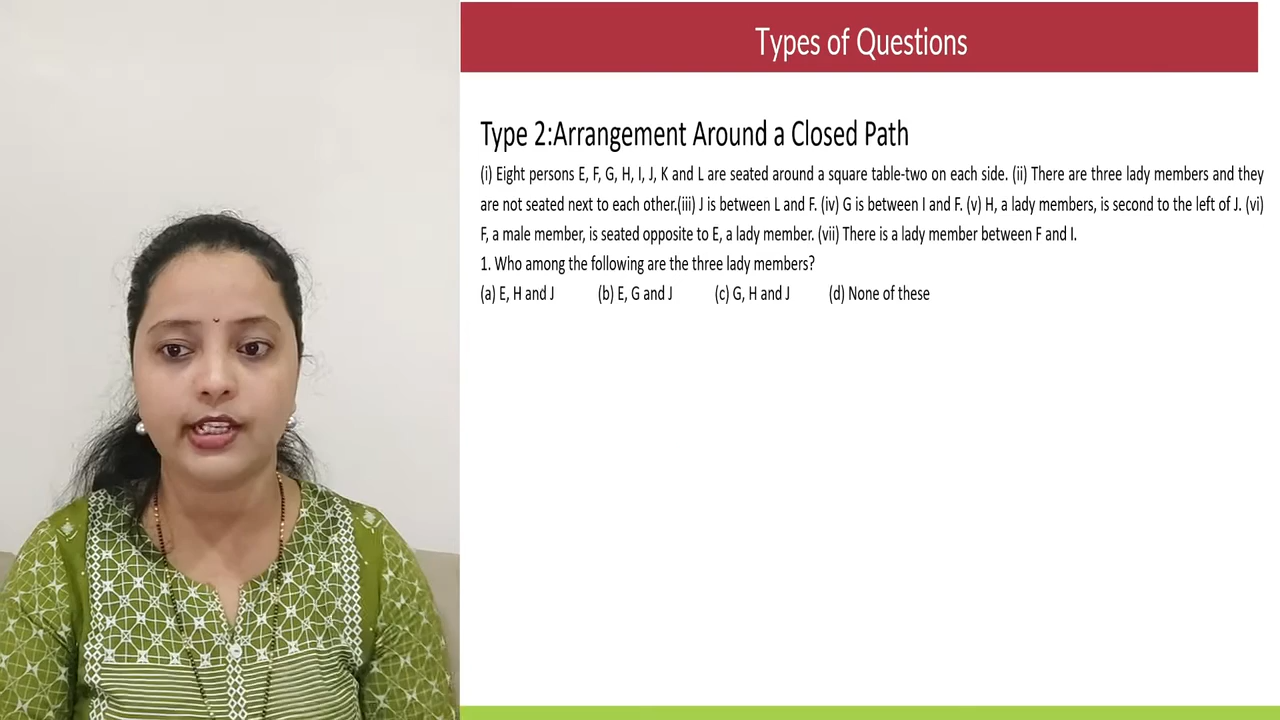 Types of Questions
Type 2:Arrangement Around a Closed Path
(i) Eight persons E, F, G, H, I, J, K and L are seated around a square table-two on each side. (ii) There are three lady members and they
are not seated next to each other.(iii) J is between L and F. (iv) G is between I and F. (v) H, a lady members, is second to the left of J. (vi)
F, a male member, is seated opposite to E, a lady member. (vii) There is a lady member between F and I.
1. Who among the following are the three lady members?
(a) E, H and J (b) E, G and J (c) G, H and J (d) None of these